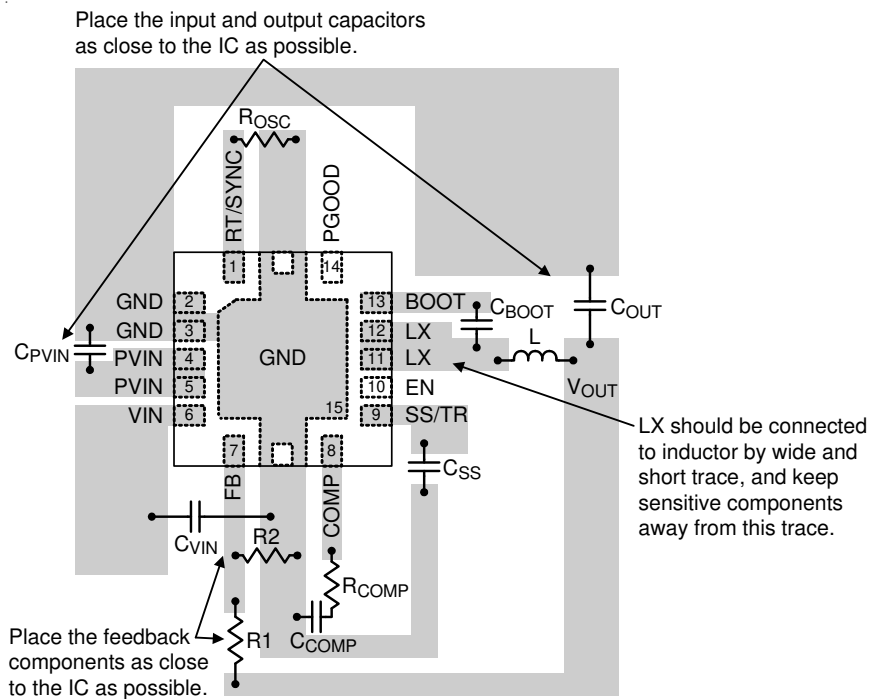 Place the input and output capacitors
as close to the IC as possible.
ROSC
RT/SYNC
PGOOD
1
14
GND 2
13 BOOT
CBOOT
COUT
GND 3
12 LX
L
CPVIN
PVIN 4
GND
11 LX
PVIN 5
10 EN
VOUT
VIN 6
15
9 SS/TR
7
8
CSS
FB
COMP
LX should be connected
to inductor by wide and
short trace, and keep
sensitive components
away from this trace.
CVIN
R2
RCOMP
CCOMP
R1
Place the feedback
components as close
to the IC as possible.